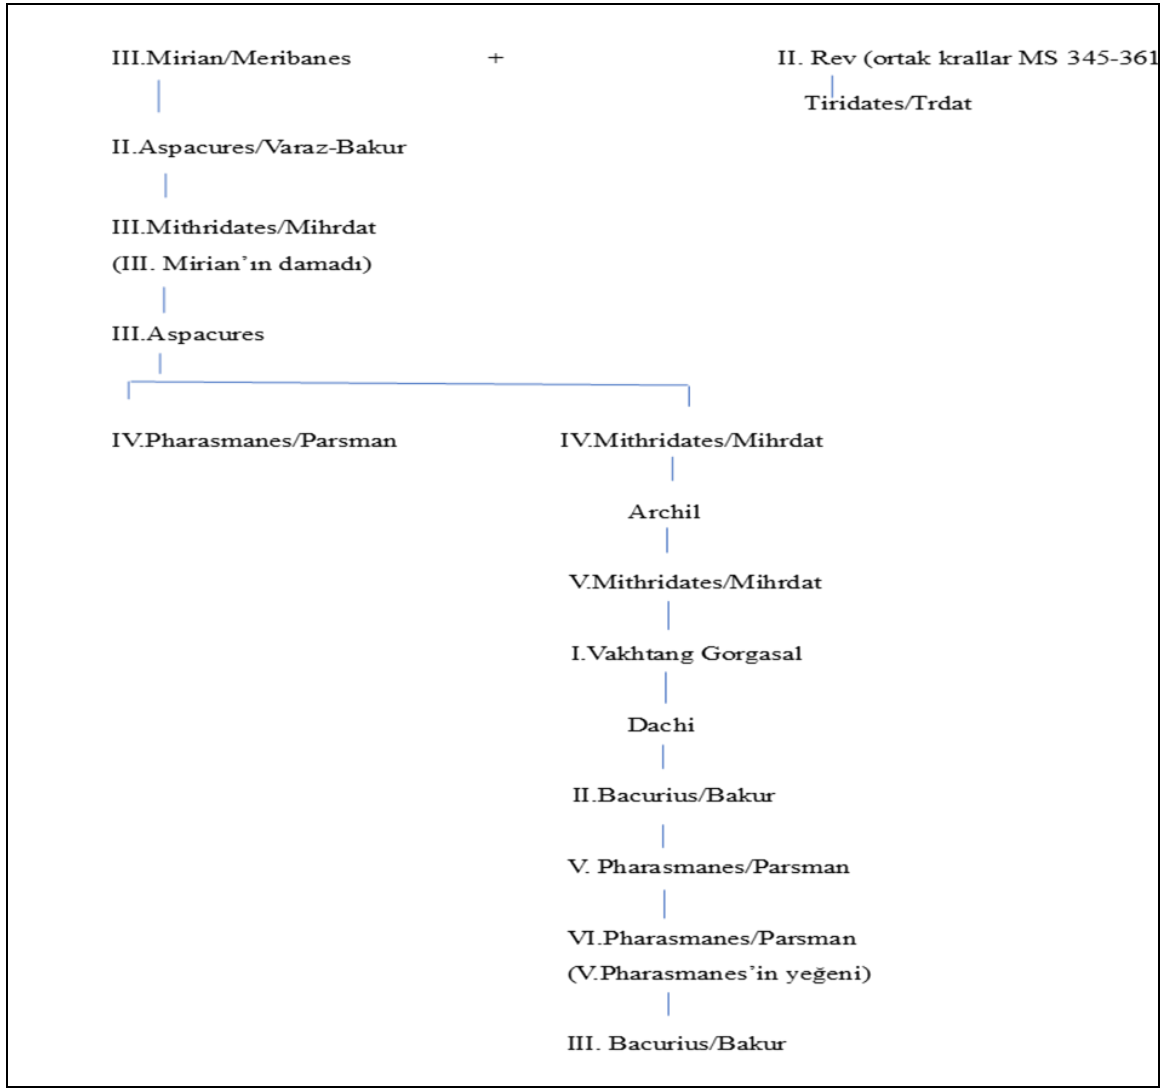 III.Mirian/Meribanes + II. Rev (ortak krallar MS 345-361
Tiridates/Trdat
II.Aspacures/Varaz-Bakur
III.Mithridates/Mihrdat
(III. Mirian’ın damadı)
III.Aspacures
IV.Pharasmanes/Parsman IV.Mithridates/Mihrdat
Archil
V.Mithridates/Mihrdat
I.Vakhtang Gorgasal
Dachi
II.Bacurius/Bakur
V. Pharasmanes/Parsman
VI.Pharasmanes/Parsman
(V.Pharasmanes’in yeğeni)
III. Bacurius/Bakur